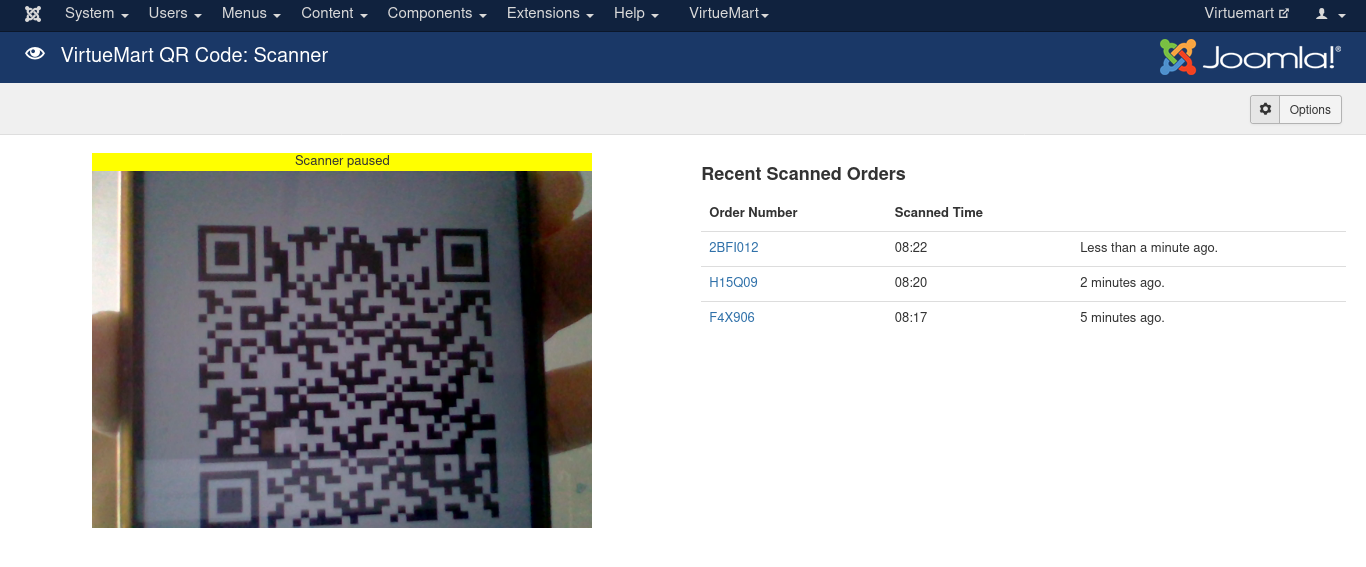 System Users Menus Content Components Extensions Help VirtueMart Virtuemart
VirtueMart QR Code: Scanner
Joomla!®
Options
Scanner paused
Recent Scanned Orders
Order Number Scanned Time
2BFI012 08:22 Less than a minute ago.
H15Q09 08:20 2 minutes ago.
F4X906 08:17 5 minutes ago.